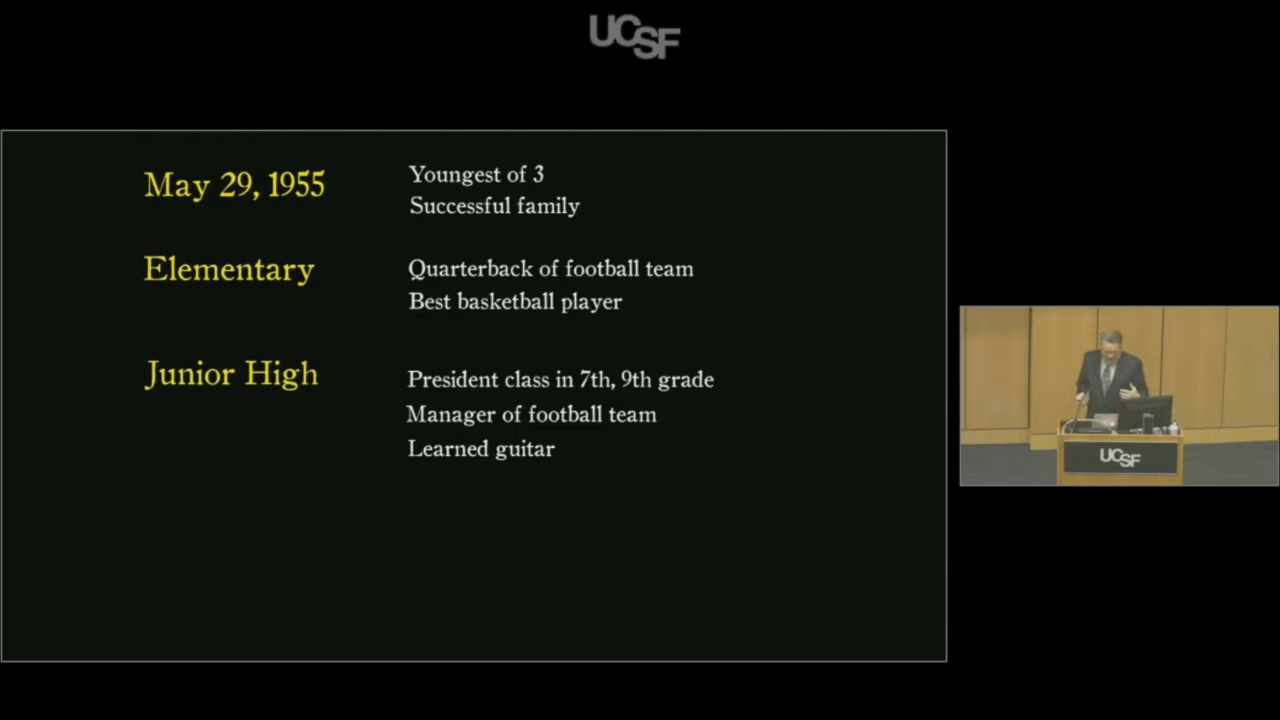 UCSF
May 29, 1955
Youngest of 3
Successful family
Elementary
Quarterback of football team
Best basketball player
Junior High
President class in 7th, 9th grade
Manager of football team
Learned guitar
UCSF